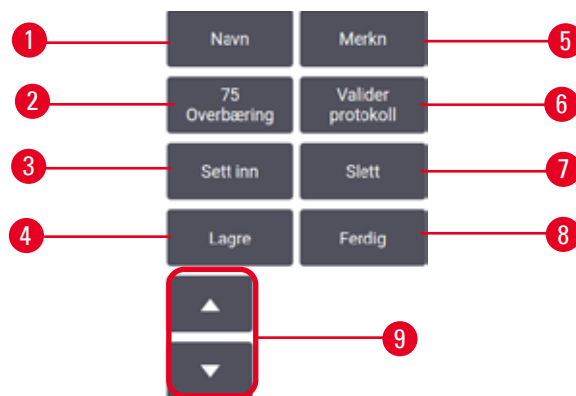 1
Navn
Merkn
5
2
75
Overbæring
Valider
protokoll
6
3
Sett inn
Slett
7
4
Lagre
Ferdig
8
9